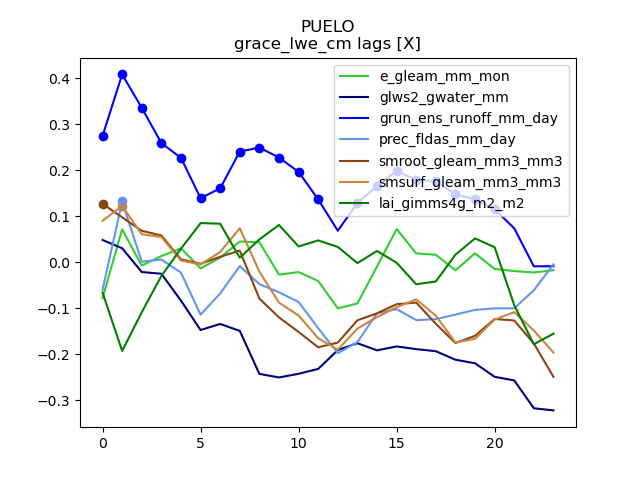 PUELO
grace_lwe_cm lags [X]
e_gleam_mm_mon
glws2_gwater_mm
grun_ens_runoff_mm_day
prec_fldas_mm_day
smroot_gleam_mm3_mm3
smsurf_gleam_mm3_mm3
lai_gimms4g_m2_m2
0.4
0.3
0.2
0.1
0.0
−0.1
−0.2
−0.3
0 5 10 15 20